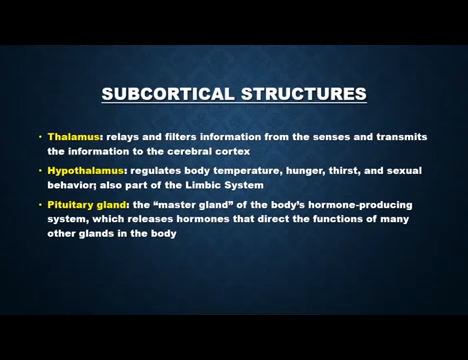 SUBCORTICAL STRUCTURES
• Thalamus: relays and filters information from the senses and transmits
the information to the cerebral cortex
• Hypothalamus: regulates body temperature, hunger, thirst, and sexual
behavior; also part of the Limbic System
• Pituitary gland: the “master gland” of the body’s hormone-producing
system, which releases hormones that direct the functions of many
other glands in the body